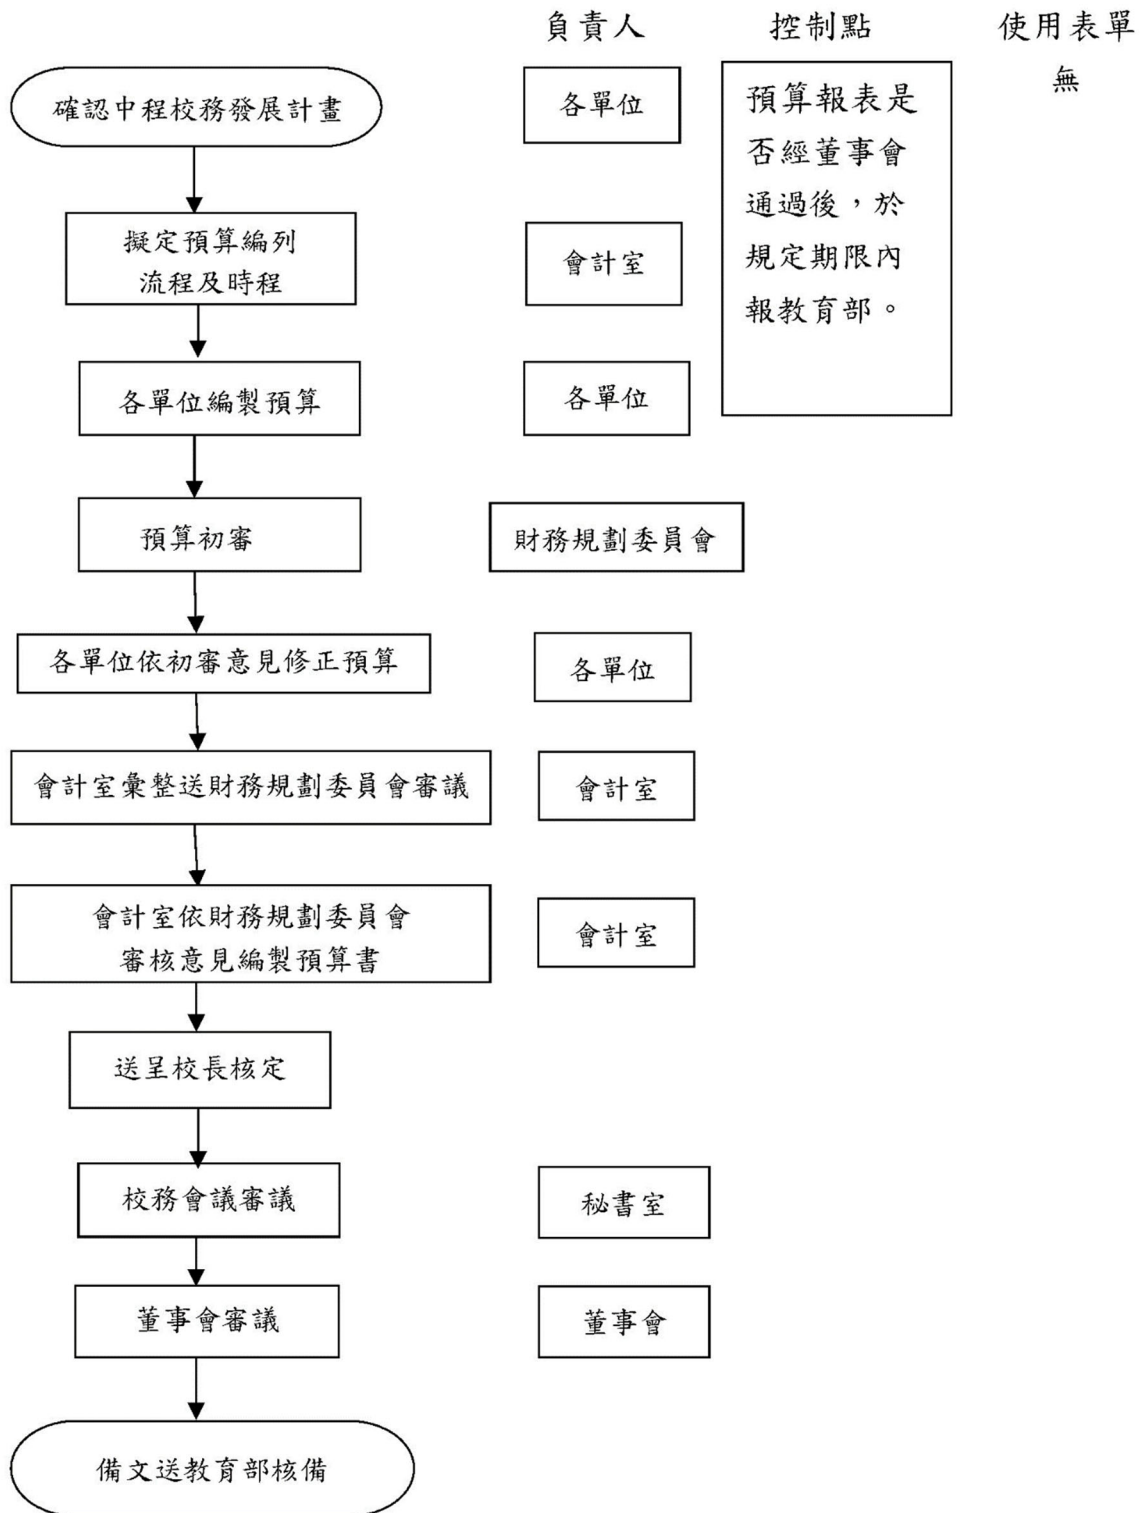 負責人 控制點 使用表單
無
確認中程校務發展計畫
各單位
預算報表是
否經董事會
通過後，於
規定期限內
報教育部。
擬定預算編列
流程及時程
會計室
各單位編製預算
各單位
預算初審
財務規劃委員會
各單位依初審意見修正預算
各單位
會計室彙整送財務規劃委員會審議
會計室
會計室依財務規劃委員會
審核意見編製預算書
會計室
送呈校長核定
校務會議審議
秘書室
董事會審議
董事會
備文送教育部核備